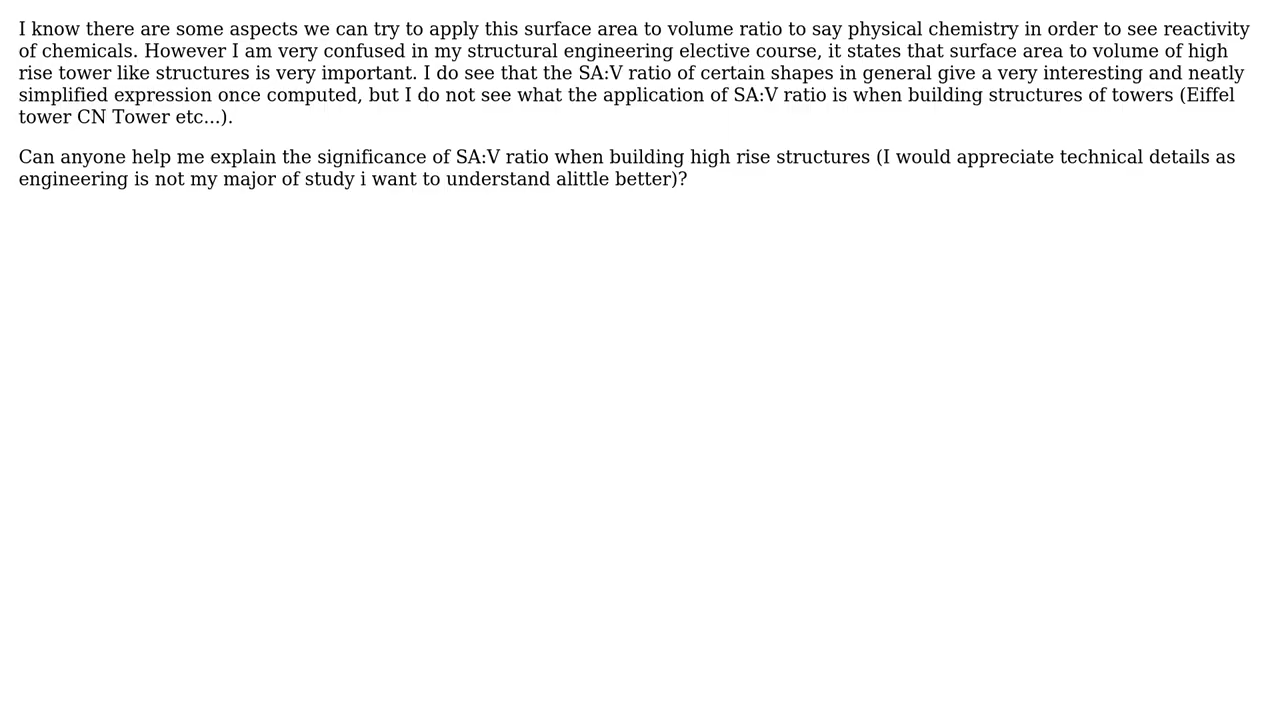 I know there are some aspects we can try to apply this surface area to volume ratio to say physical chemistry in order to see reactivity
of chemicals. However I am very confused in my structural engineering elective course, it states that surface area to volume of high
rise tower like structures is very important. I do see that the SA:V ratio of certain shapes in general give a very interesting and neatly
simplified expression once computed, but I do not see what the application of SA:V ratio is when building structures of towers (Eiffel
tower CN Tower etc...).
Can anyone help me explain the significance of SA:V ratio when building high rise structures (I would appreciate technical details as
engineering is not my major of study i want to understand alittle better)?